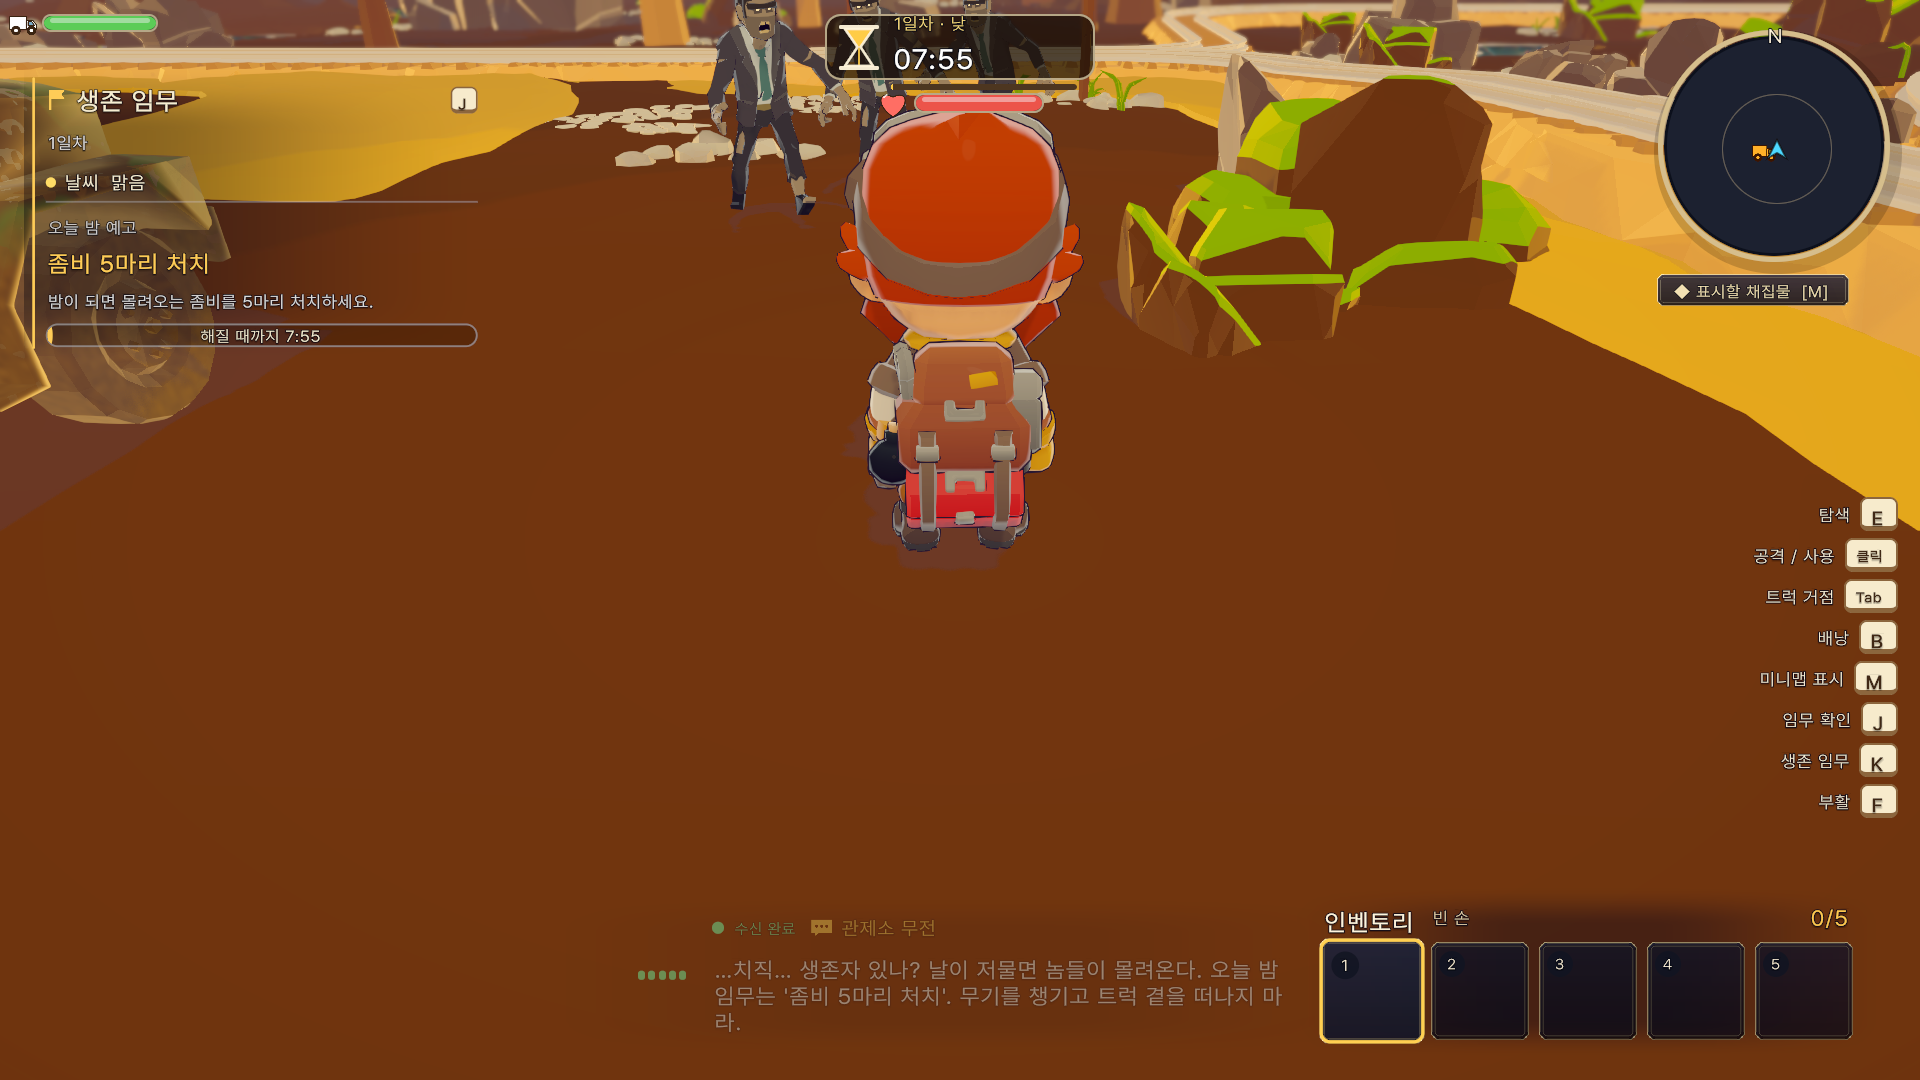 1일차 · 낮
07:55
N
생존 임무
J
1일차
날씨 맑음
오늘 밤 예고
좀비 5마리 처치
밤이 되면 몰려오는 좀비를 5마리 처치하세요.
해질 때까지 7:55
표시할 채집물 [M]
탐색 E
공격 / 사용 클릭
트럭 거점 Tab
배낭 B
미니맵 표시 M
임무 확인 J
생존 임무 K
부활 F
수신 완료 관제소 무전
...치직... 생존자 있나? 날이 저물면 놈들이 몰려온다. 오늘 밤
임무는 '좀비 5마리 처치'. 무기를 챙기고 트럭 곁을 떠나지 마
라.
인벤토리 빈 손 0/5
1 2 3 4 5